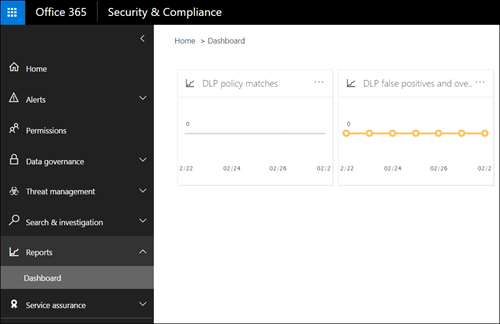 Office 365
Security & Compliance
Home
Alerts
Permissions
Data governance
Threat management
Search & investigation
Reports
Dashboard
Service assurance
Home > Dashboard
DLP policy matches ...
0
2/22 02/24 02/26 02/2
DLP false positives and ove.. ...
0
2/22 02/24 02/26 02/2